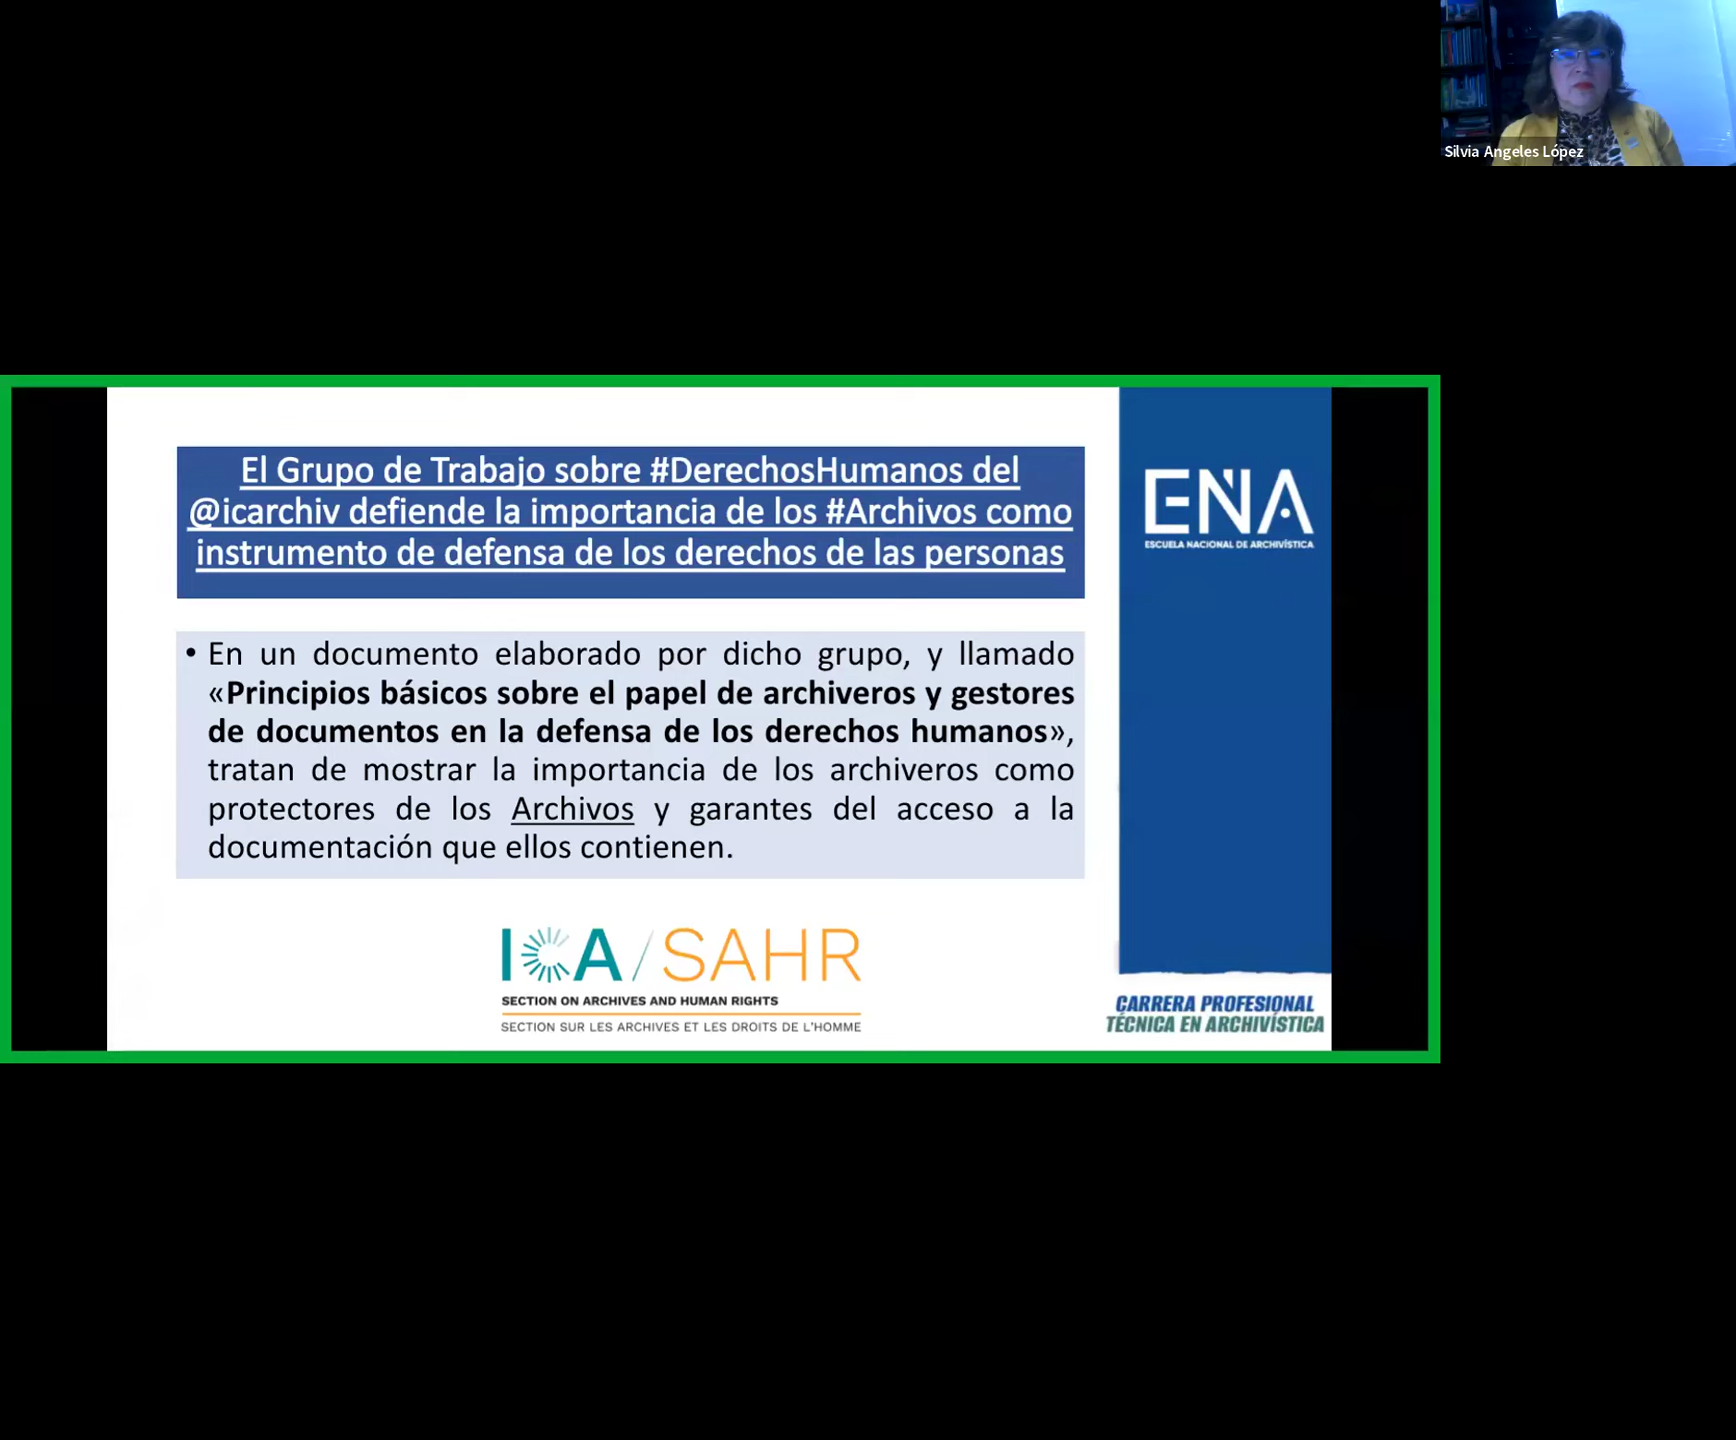 Silvia Angeles López
El Grupo de Trabajo sobre #DerechosHumanos del
@icarchiv defiende la importancia de los #Archivos como
instrumento de defensa de los derechos de las personas
• En un documento elaborado por dicho grupo, y llamado
«Principios básicos sobre el papel de archiveros y gestores
de documentos en la defensa de los derechos humanos»,
tratan de mostrar la importancia de los archiveros como
protectores de los Archivos y garantes del acceso a la
documentación que ellos contienen.
ICA/SAHR
SECTION ON ARCHIVES AND HUMAN RIGHTS
SECTION SUR LES ARCHIVES ET LES DROITS DE L'HOMME
ENA
ESCUELA NACIONAL DE ARCHIVÍSTICA
CARRERA PROFESIONAL
TÉCNICA EN ARCHIVÍSTICA